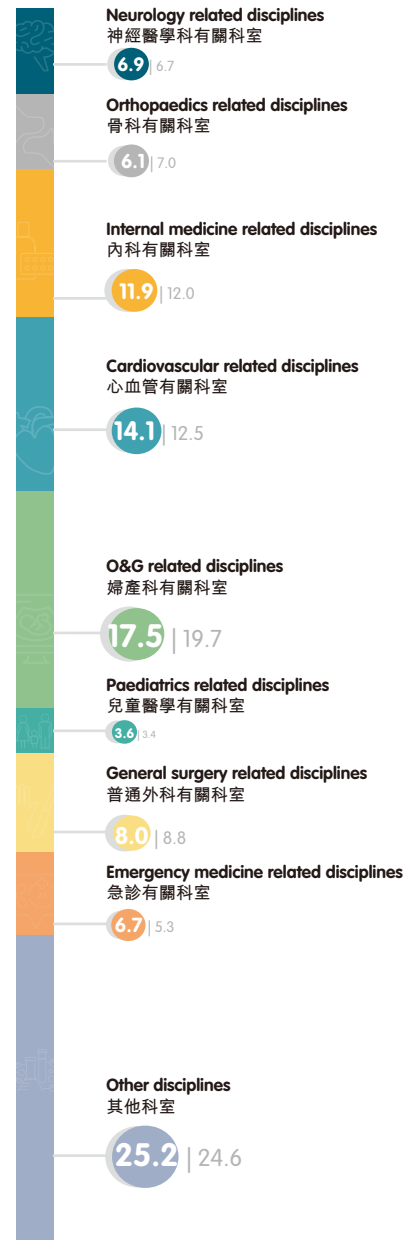 Neurology related disciplines
神經醫學科有關科室
6.9 | 6.7
Orthopaedics related disciplines
骨科有關科室
6.1 | 7.0
Internal medicine related disciplines
內科有關科室
11.9 | 12.0
Cardiovascular related disciplines
心血管有關科室
14.1 | 12.5
O&G related disciplines
婦產科有關科室
17.5 | 19.7
Paediatrics related disciplines
兒童醫學有關科室
3.6 | 3.4
General surgery related disciplines
普通外科有關科室
8.0 | 8.8
Emergency medicine related disciplines
急診有關科室
6.7 | 5.3
Other disciplines
其他科室
25.2 | 24.6